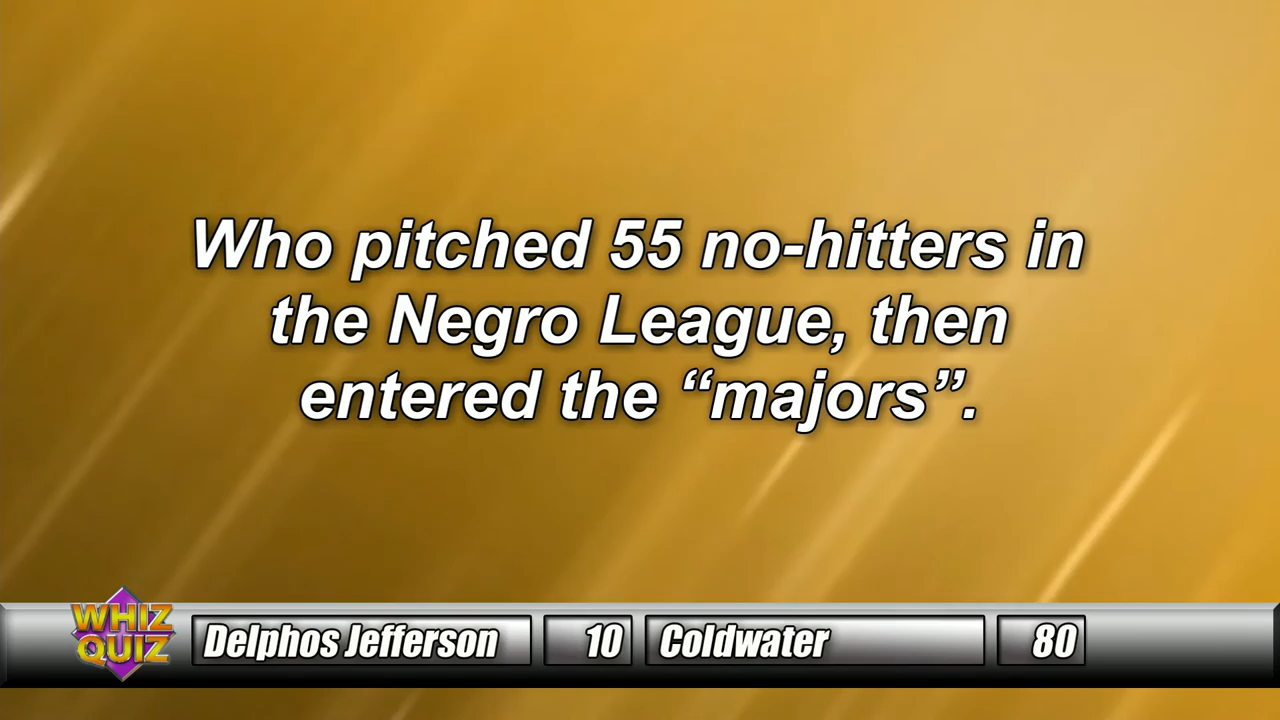 Who pitched 55 no-hitters in
the Negro League, then
entered the “majors”.
WHIZ
QUIZ
Delphos Jefferson 10 Coldwater 80